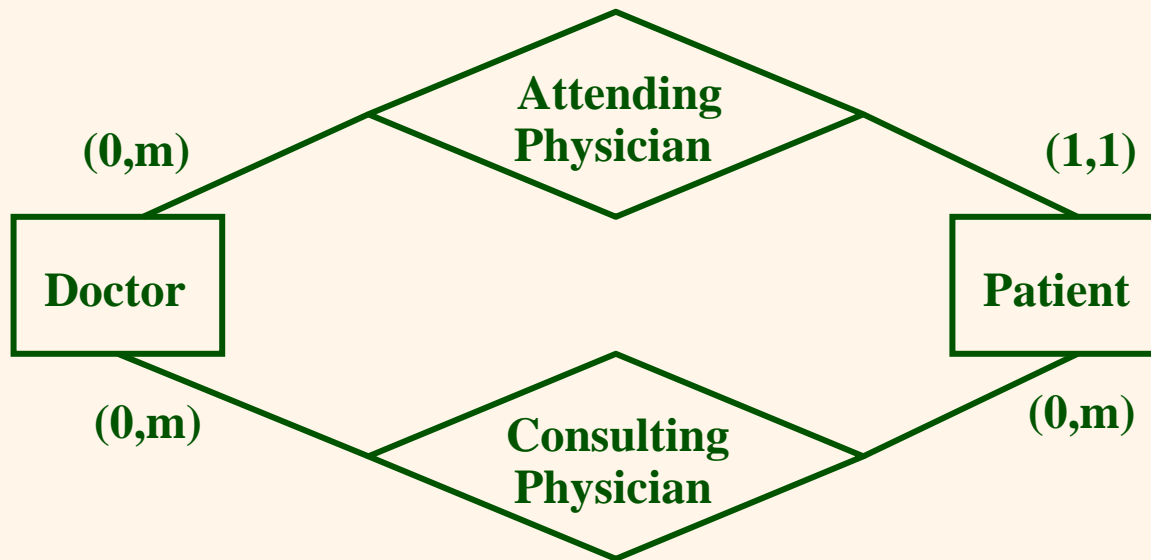 Attending
Physician
(0,m)
(1,1)
Doctor
Patient
(0,m)
(0,m)
Consulting
Physician